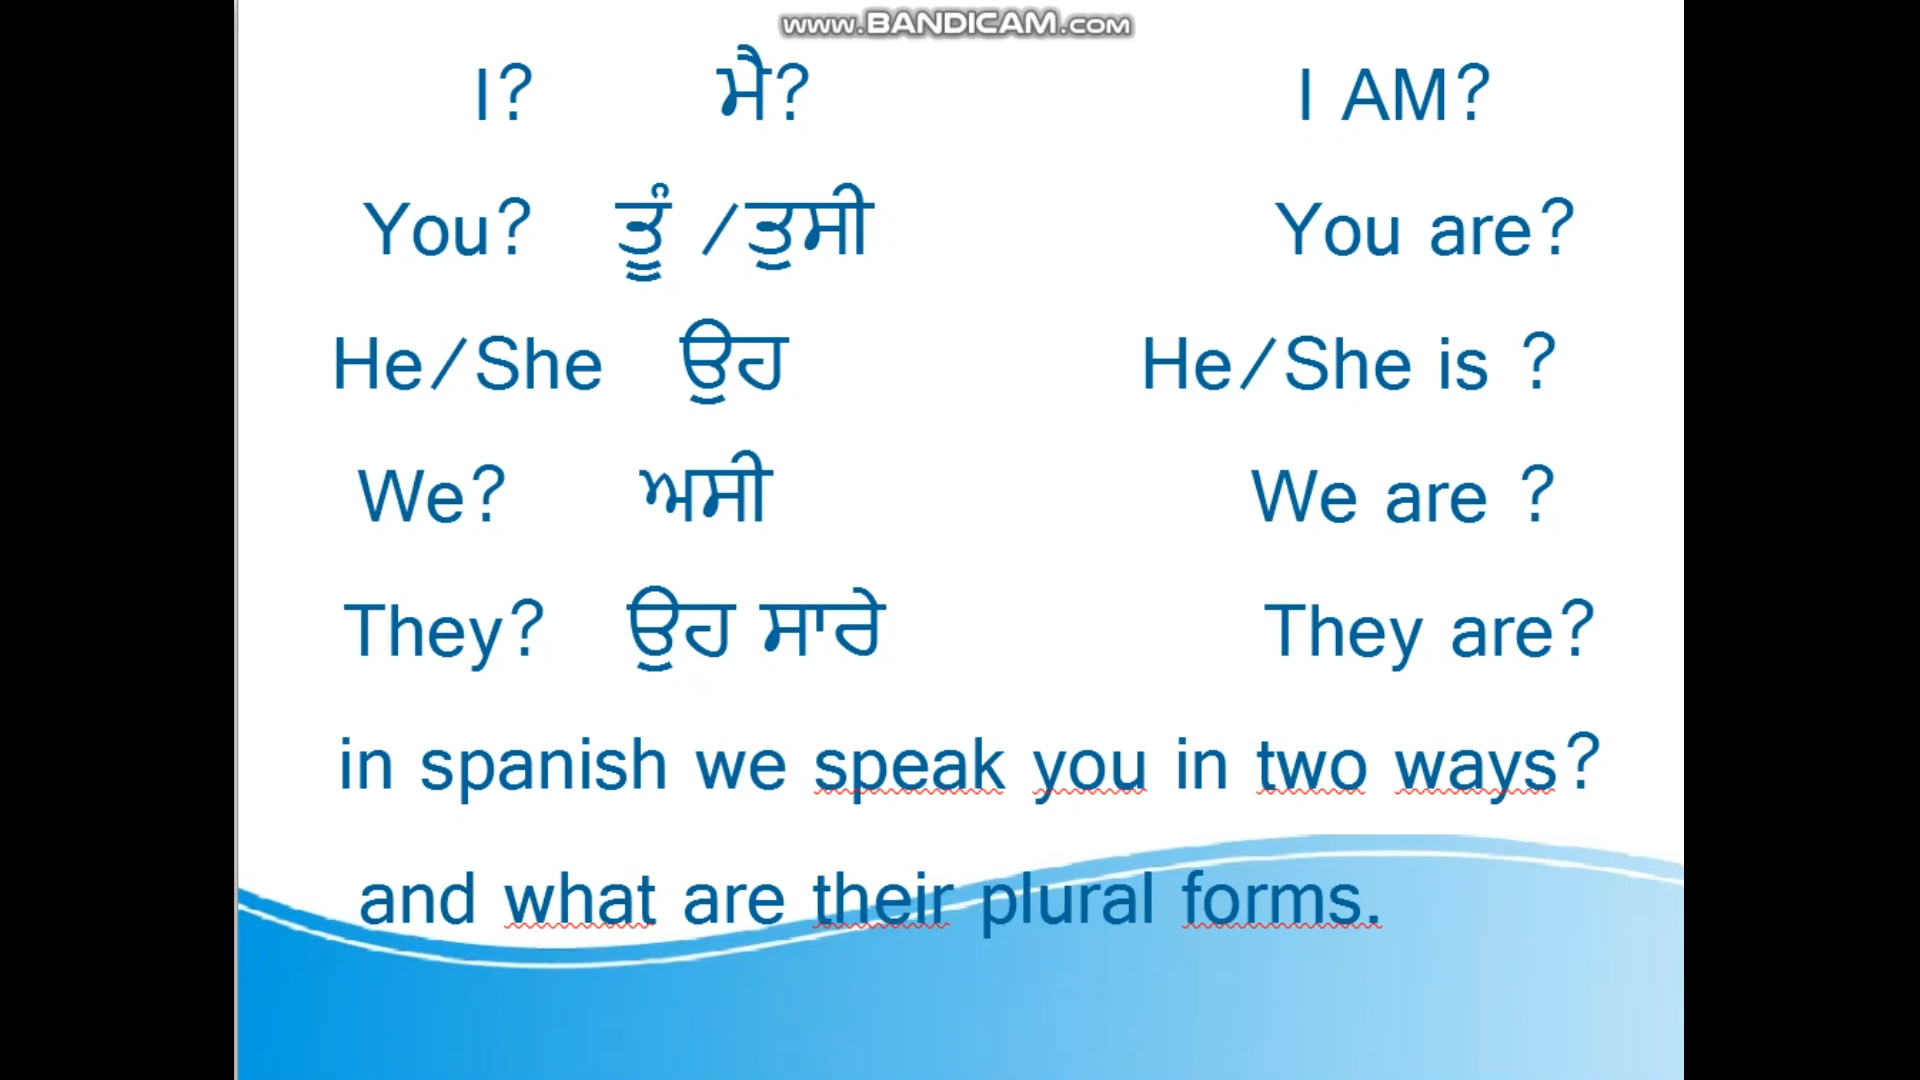 www.BANDICAM.com
I? ਮੈ? I AM?
You? ਤੂੰ /ਤੁਸੀ You are?
He/She ਉਹ He/She is ?
We? ਅਸੀ We are ?
They? ਉਹ ਸਾਰੇ They are?
in spanish we speak you in two ways?
and what are their plural forms.